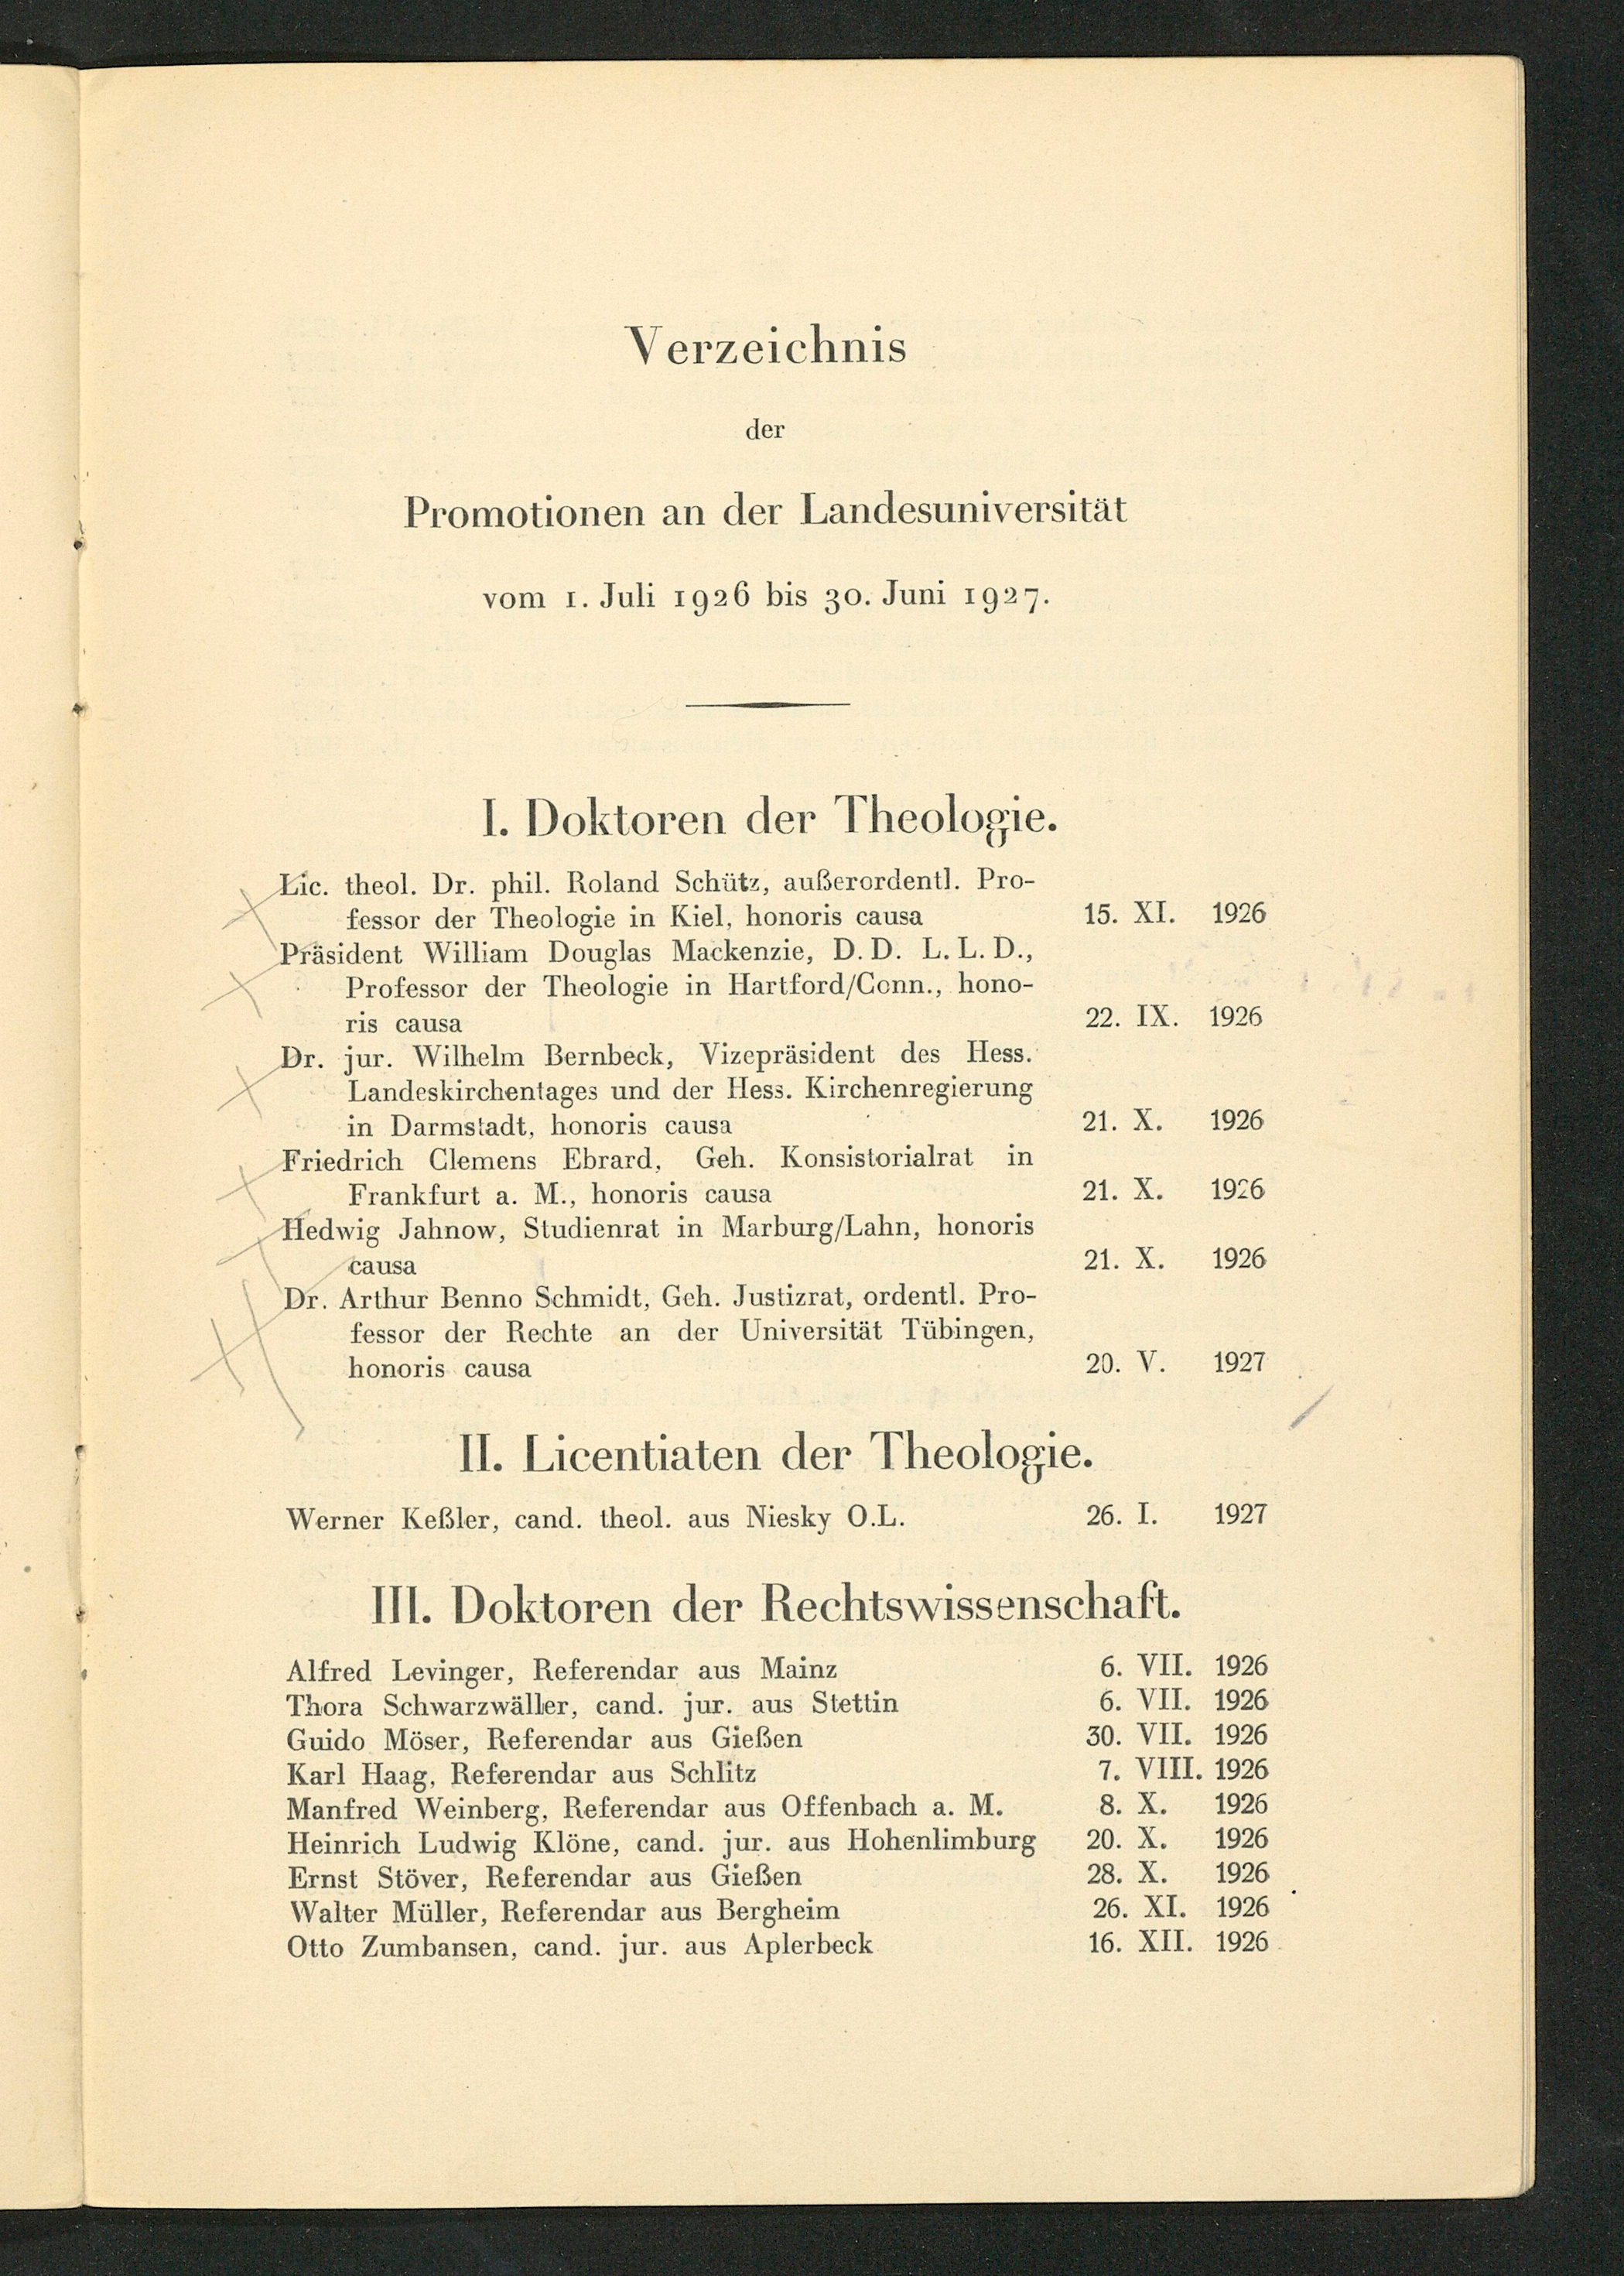 Verzeichnis
der
Promotionen an der Landesuniversität
vom 1. Juli 1926 bis 30. Juni 1927.
I. Doktoren der Theologie.
Lic. theol. Dr. phil. Roland Schütz, außerordentl. Pro-
fessor der Theologie in Kiel, honoris causa 15. XI. 1926
Präsident William Douglas Mackenzie, D. D. L. L. D.,
Professor der Theologie in Hartford/Conn., hono-
ris causa 22. IX. 1926
Dr. jur. Wilhelm Bernbeck, Vizepräsident des Hess.
Landeskirchentages und der Hess. Kirchenregierung
in Darmstadt, honoris causa 21. X. 1926
Friedrich Clemens Ebrard, Geh. Konsistorialrat in
Frankfurt a. M., honoris causa 21. X. 1926
Hedwig Jahnow, Studienrat in Marburg/Lahn, honoris
causa 21. X. 1926
Dr. Arthur Benno Schmidt, Geh. Justizrat, ordentl. Pro-
fessor der Rechte an der Universität Tübingen,
honoris causa 20. V. 1927
II. Licentiaten der Theologie.
Werner Keßler, cand. theol. aus Niesky O.L. 26. I. 1927
III. Doktoren der Rechtswissenschaft.
Alfred Levinger, Referendar aus Mainz 6. VII. 1926
Thora Schwarzwäller, cand. jur. aus Stettin 6. VII. 1926
Guido Möser, Referendar aus Gießen 30. VII. 1926
Karl Haag, Referendar aus Schlitz 7. VIII. 1926
Manfred Weinberg, Referendar aus Offenbach a. M. 8. X. 1926
Heinrich Ludwig Klöne, cand. jur. aus Hohenlimburg 20. X. 1926
Ernst Stöver, Referendar aus Gießen 28. X. 1926
Walter Müller, Referendar aus Bergheim 26. XI. 1926
Otto Zumbansen, cand. jur. aus Aplerbeck 16. XII. 1926